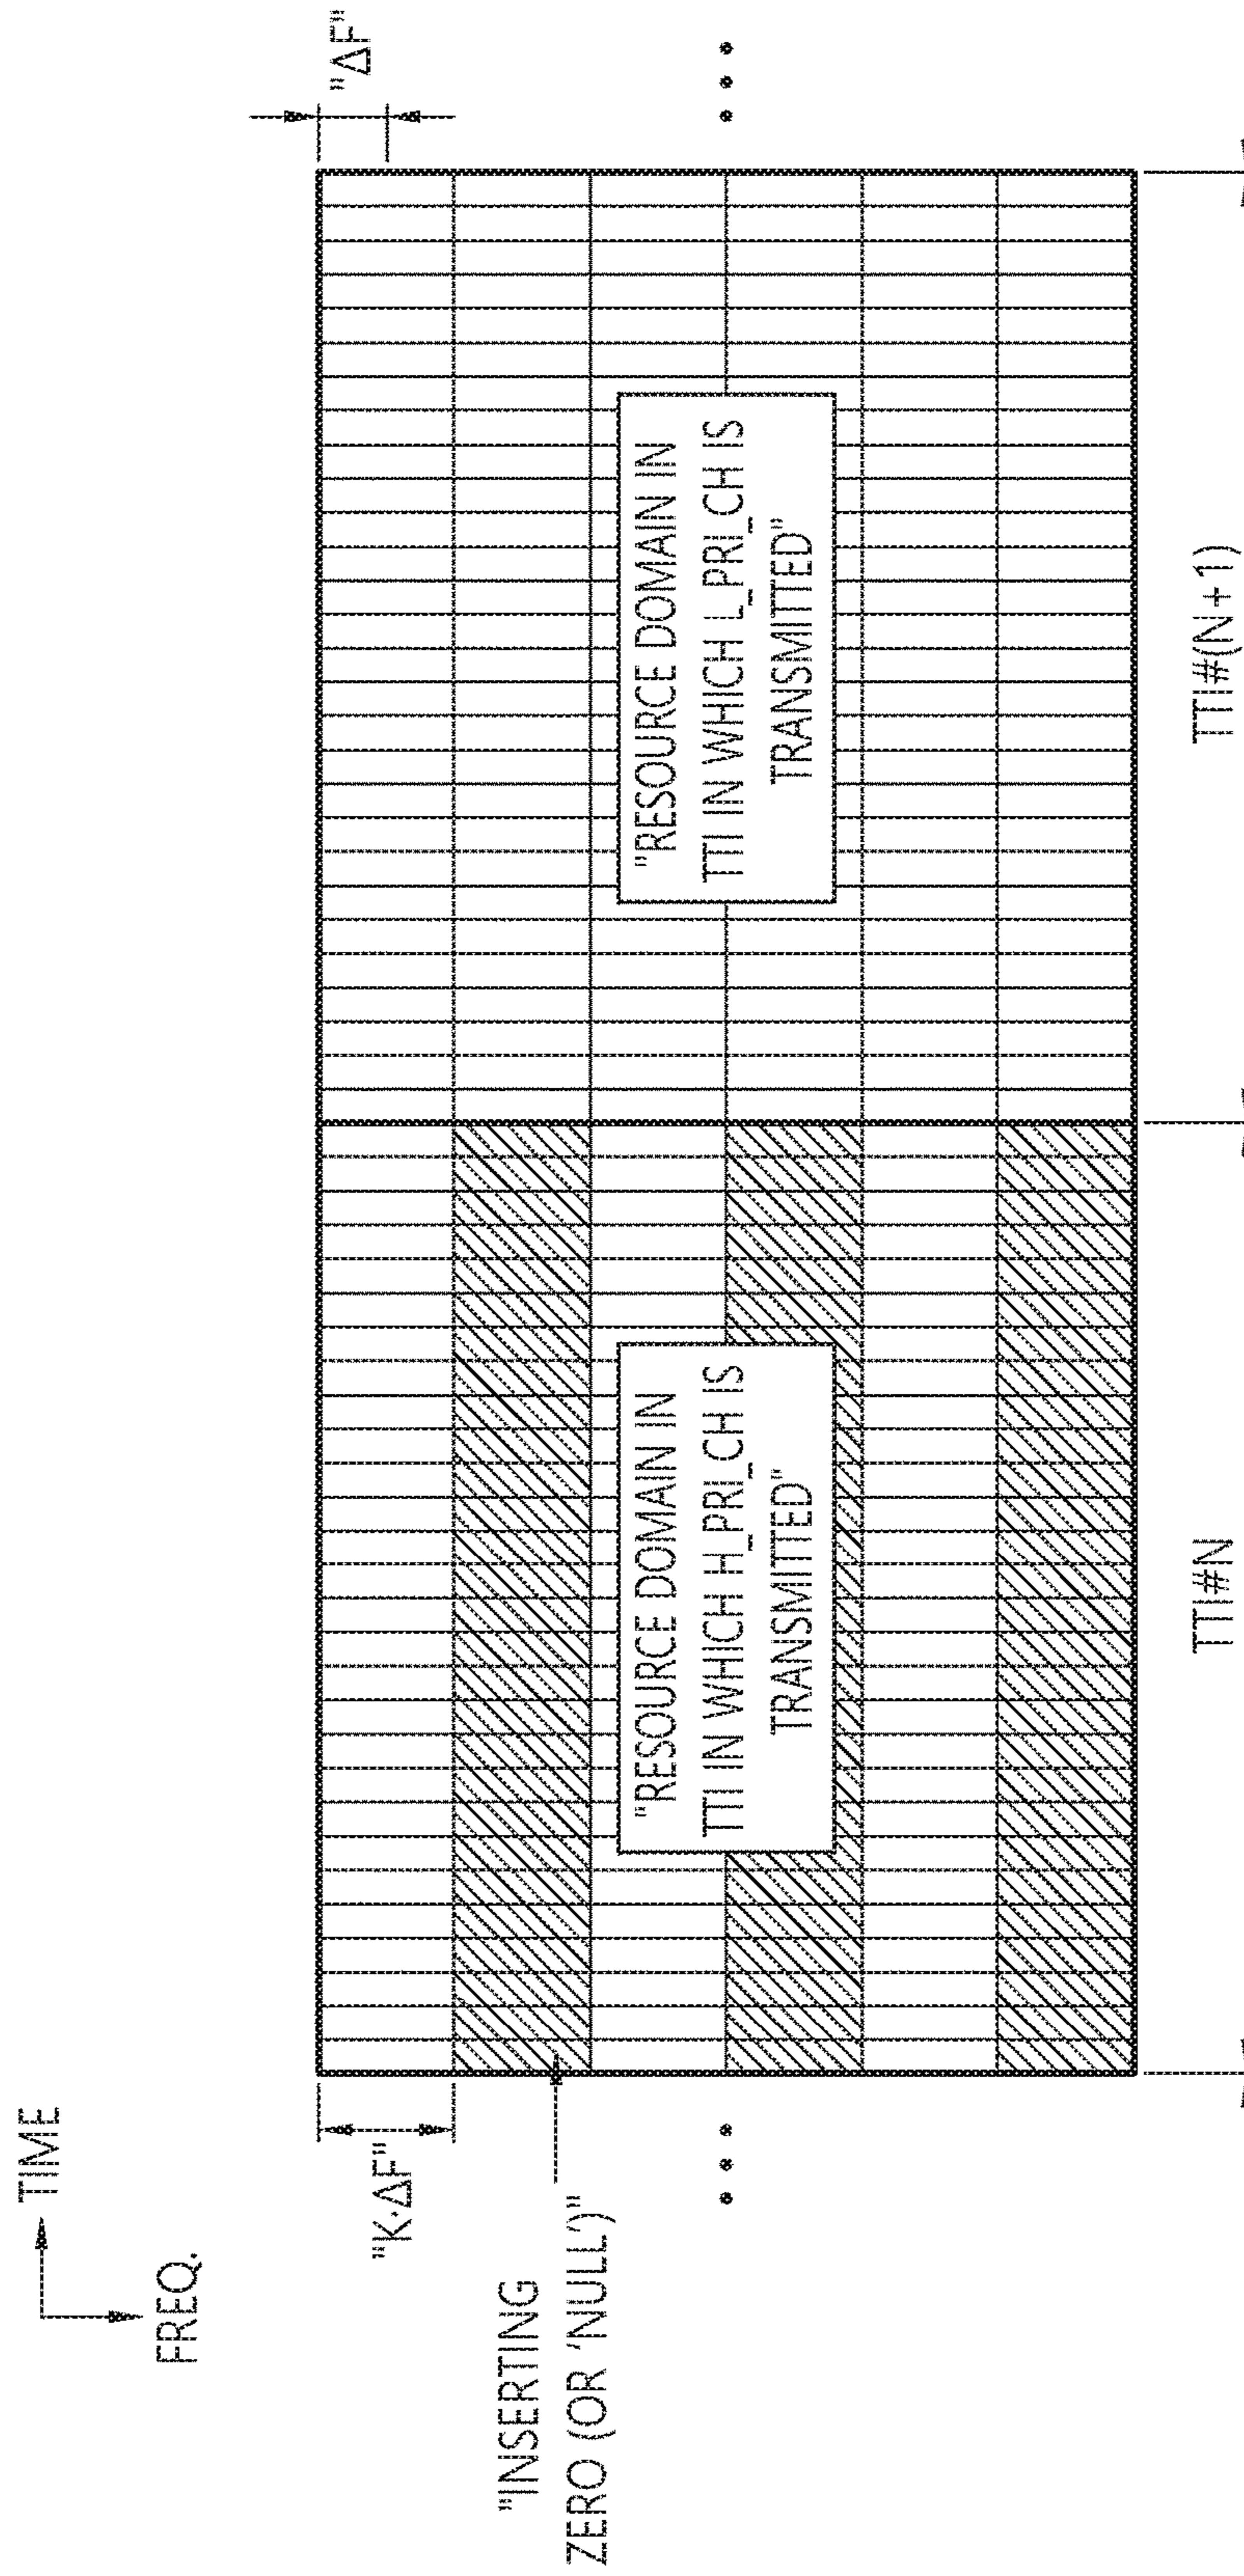 TIME
FREQ.
"K·ΔF"
"ΔF"
"INSERTING
ZERO (OR 'NULL')"
"RESOURCE DOMAIN IN
TTI IN WHICH H_PRI_CH IS
TRANSMITTED"
"RESOURCE DOMAIN IN
TTI IN WHICH L_PRI_CH IS
TRANSMITTED"
TTI#N
TTI#(N+1)